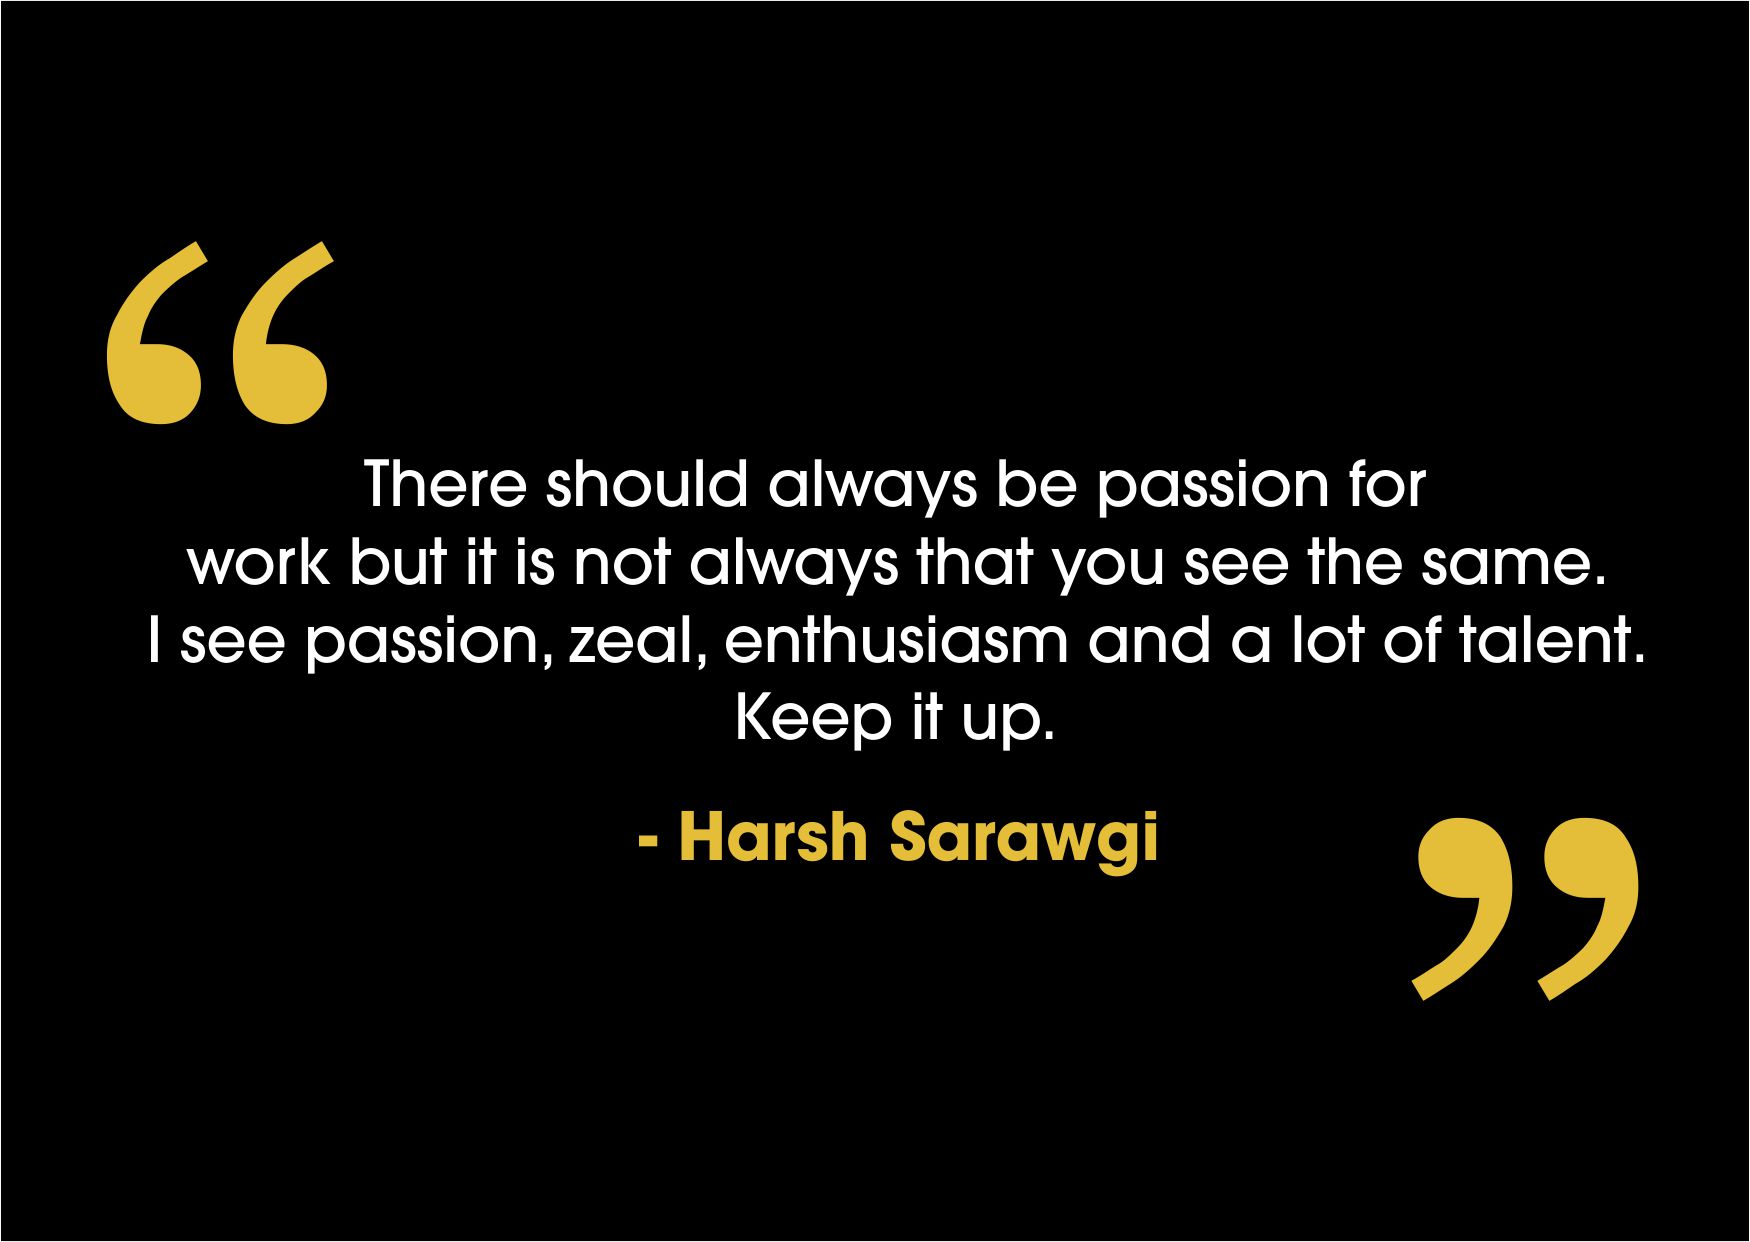 “
There should always be passion for
work but it is not always that you see the same.
I see passion, zeal, enthusiasm and a lot of talent.
Keep it up.
- Harsh Sarawgi
”